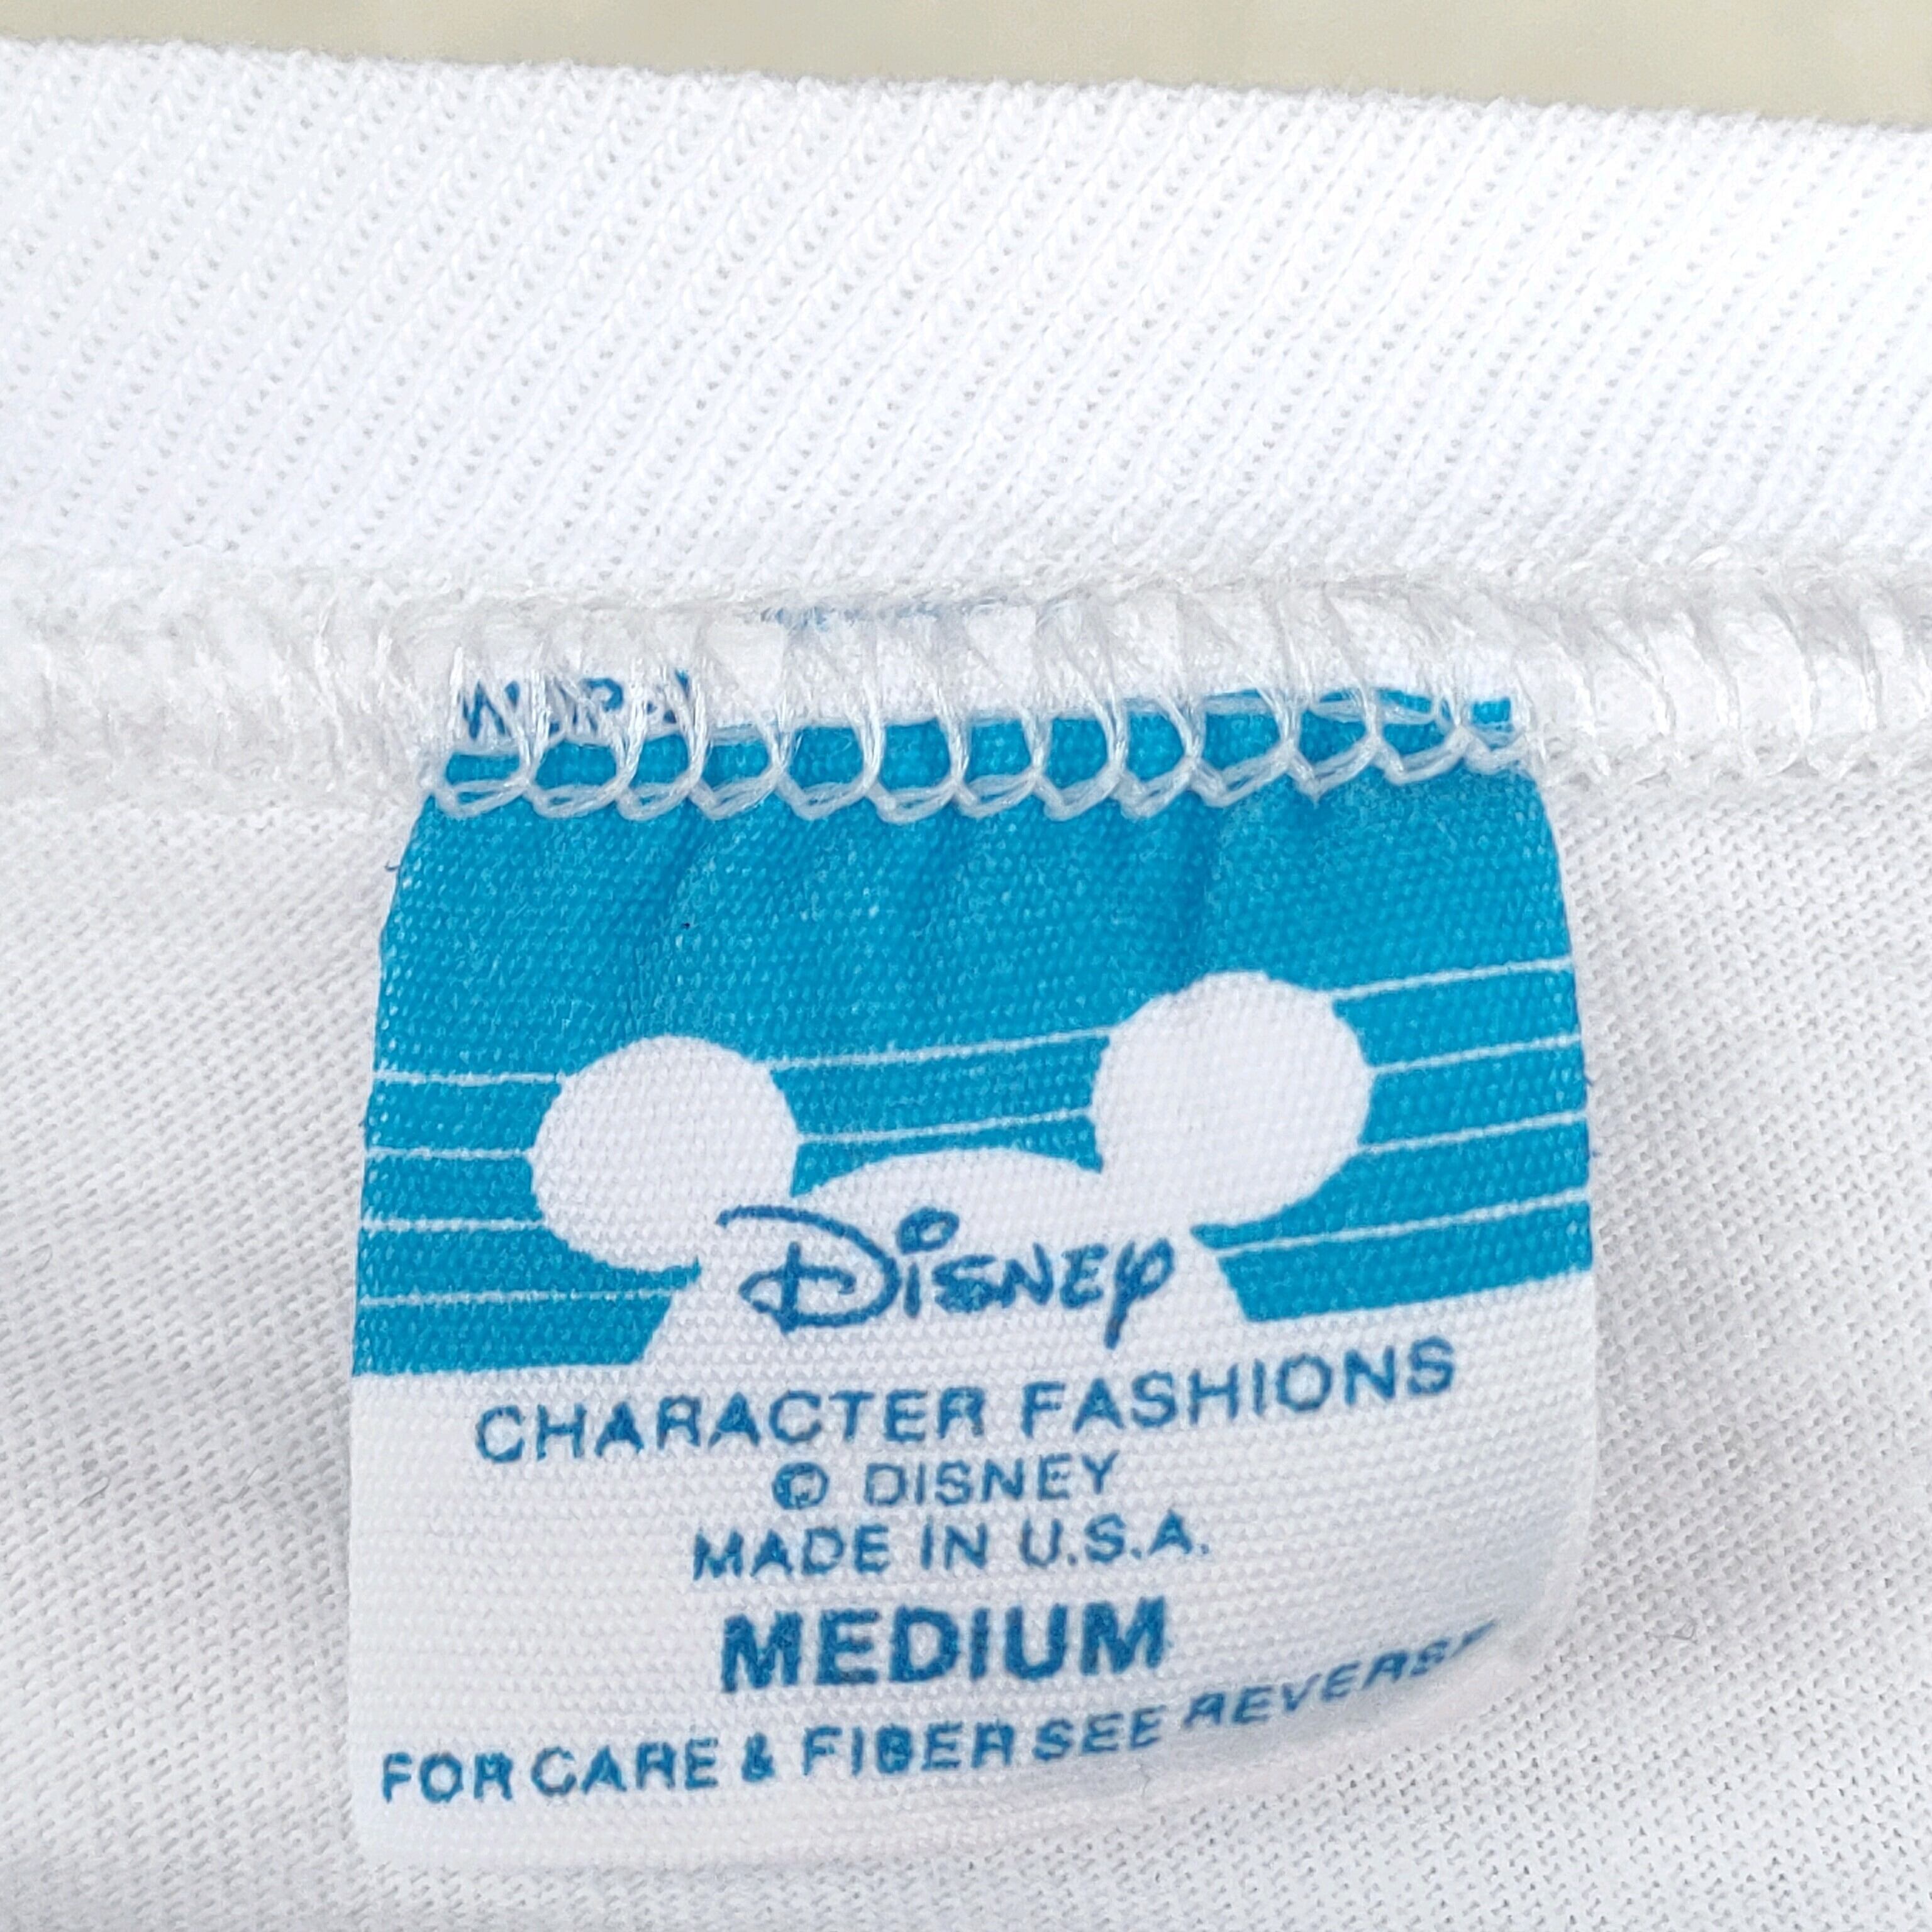 Disney
CHARACTER FASHIONS
© DISNEY
MADE IN U.S.A.
MEDIUM
FOR CARE & FIBER SEE REVERSE